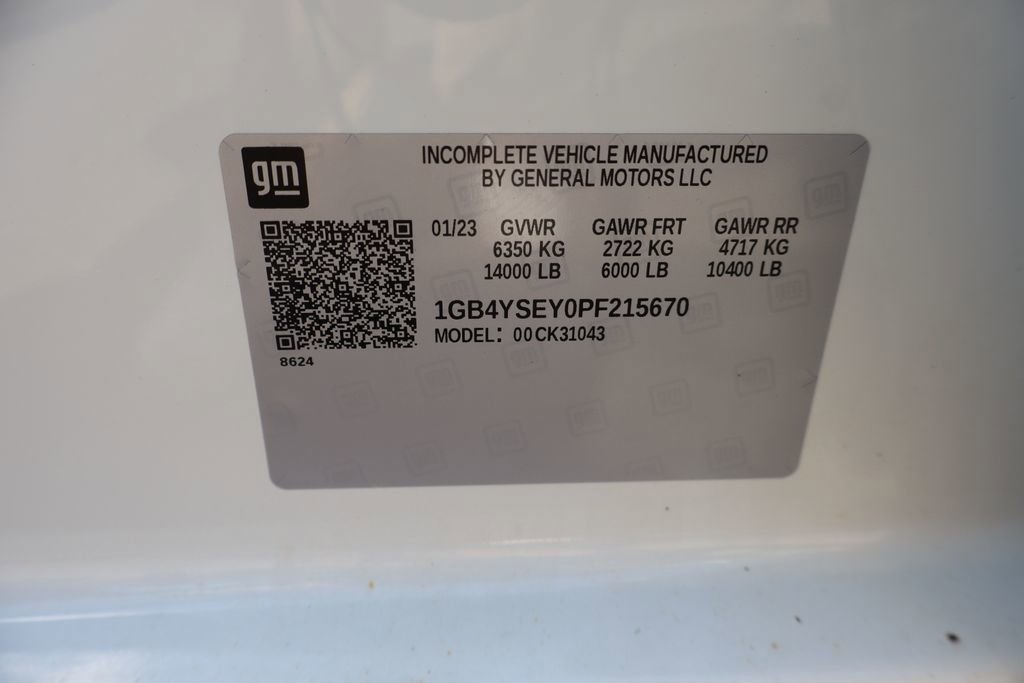 gm
INCOMPLETE VEHICLE MANUFACTURED
BY GENERAL MOTORS LLC
01/23 GVWR GAWR FRT GAWR RR
6350 KG 2722 KG 4717 KG
14000 LB 6000 LB 10400 LB
1GB4YSEY0PF215670
MODEL: 00CK31043
8624